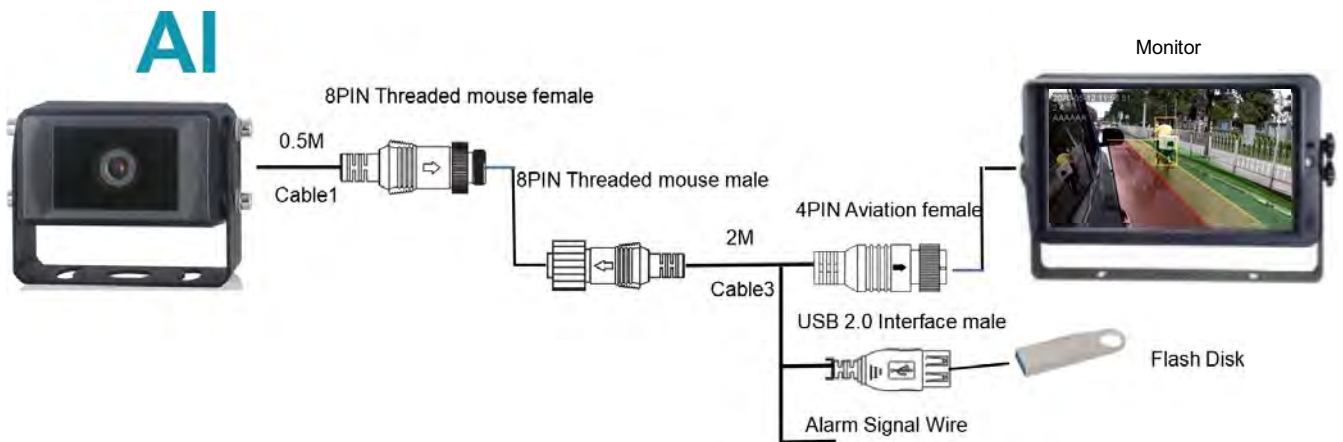 AI
Monitor
8PIN Threaded mouse female
0.5M
Cable1
8PIN Threaded mouse male
4PIN Aviation female
2M
Cable3
USB 2.0 Interface male
Flash Disk
Alarm Signal Wire
AAAAAA